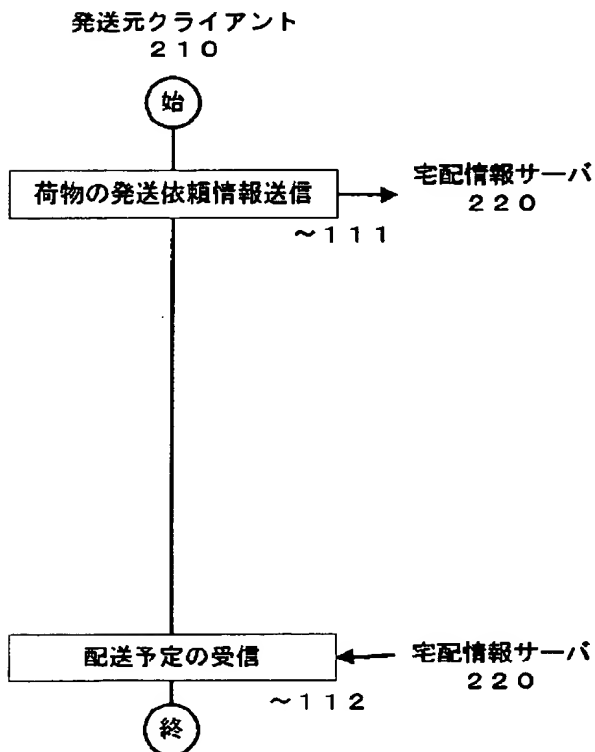 発送元クライアント
２１０
始
荷物の発送依頼情報送信
宅配情報サーバ
２２０
～１１１
配送予定の受信
宅配情報サーバ
２２０
～１１２
終